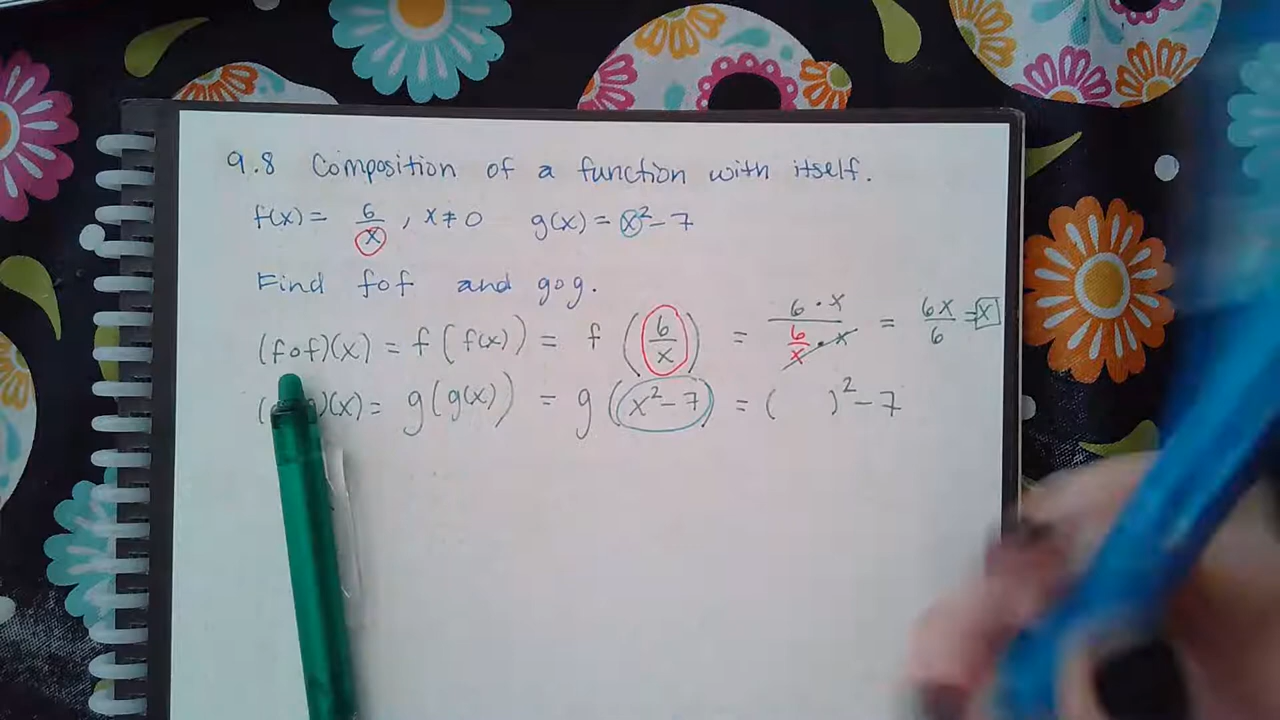 9.8 Composition of a function with itself.
f(x) = 6/x , x ≠ 0 g(x) = x² - 7
Find f∘f and g∘g.
(f∘f)(x) = f(f(x)) = f(6/x) = 6·x / (6/x·x) = 6x/6 = x
( )(x) = g(g(x)) = g(x² - 7) = ( )² - 7